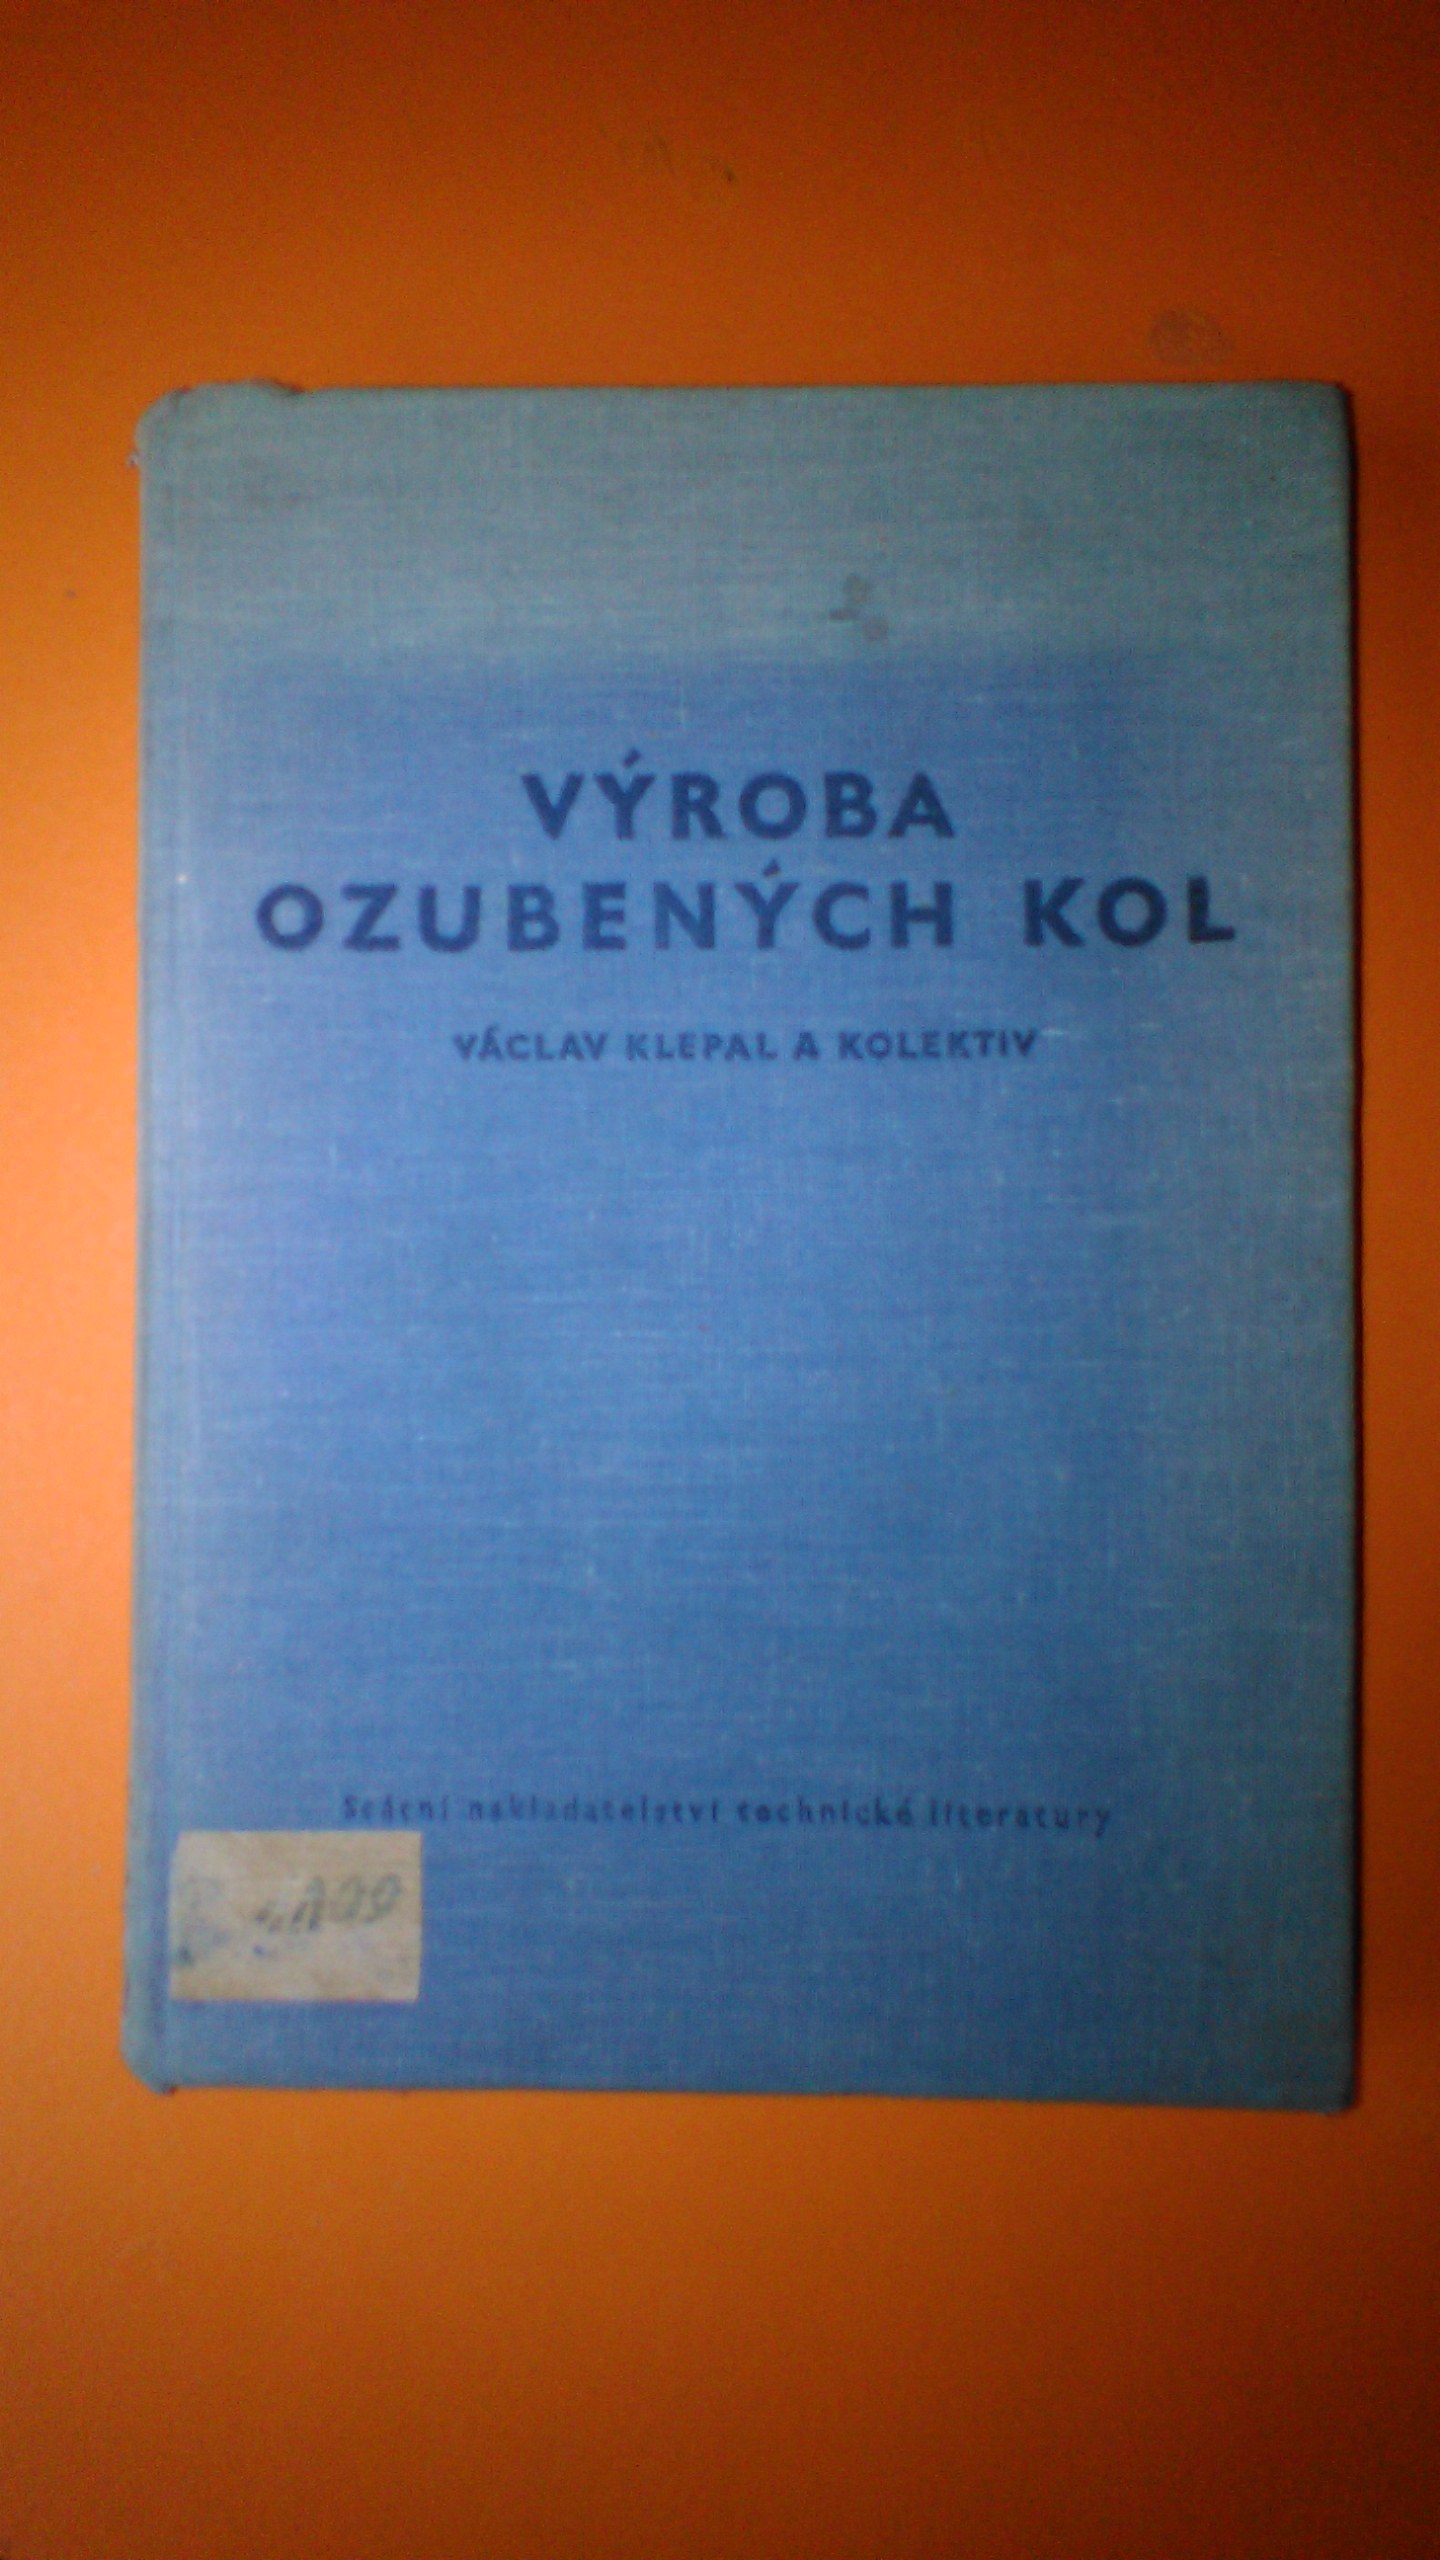 VÝROBA
OZUBENÝCH KOL
VÁCLAV KLEPAL A KOLEKTIV
Státní nakladatelství technické literatury